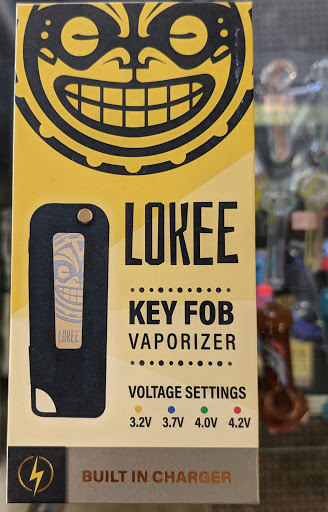 LOKEE
KEY FOB
VAPORIZER
LOKEE
VOLTAGE SETTINGS
3.2V 3.7V 4.0V 4.2V
BUILT IN CHARGER